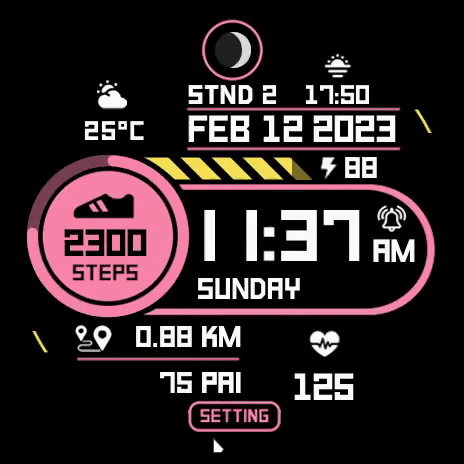 STND 2 17:50
25°C
FEB 12 2023
88
11:37 AM
2300
STEPS
SUNDAY
0.88 KM
75 PAI
125
SETTING